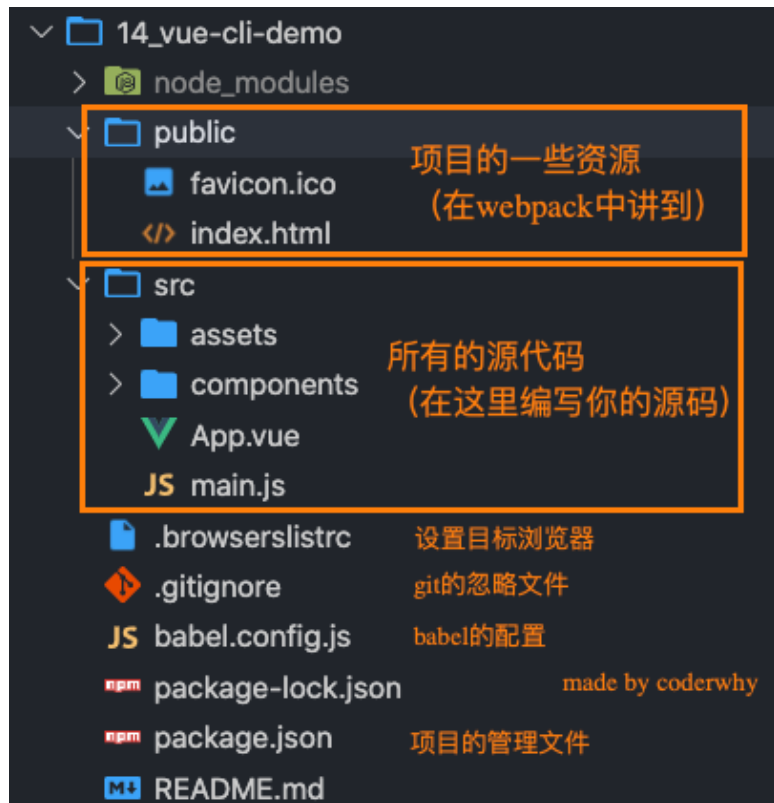 14_vue-cli-demo
node_modules
public
项目的一些资源
favicon.ico
（在webpack中讲到）
index.html
src
assets
所有的源代码
components
（在这里编写你的源码）
App.vue
JS main.js
.browserslistrc 设置目标浏览器
.gitignore git的忽略文件
JS babel.config.js babel的配置
npm package-lock.json made by coderwhy
npm package.json 项目的管理文件
M↓ README.md